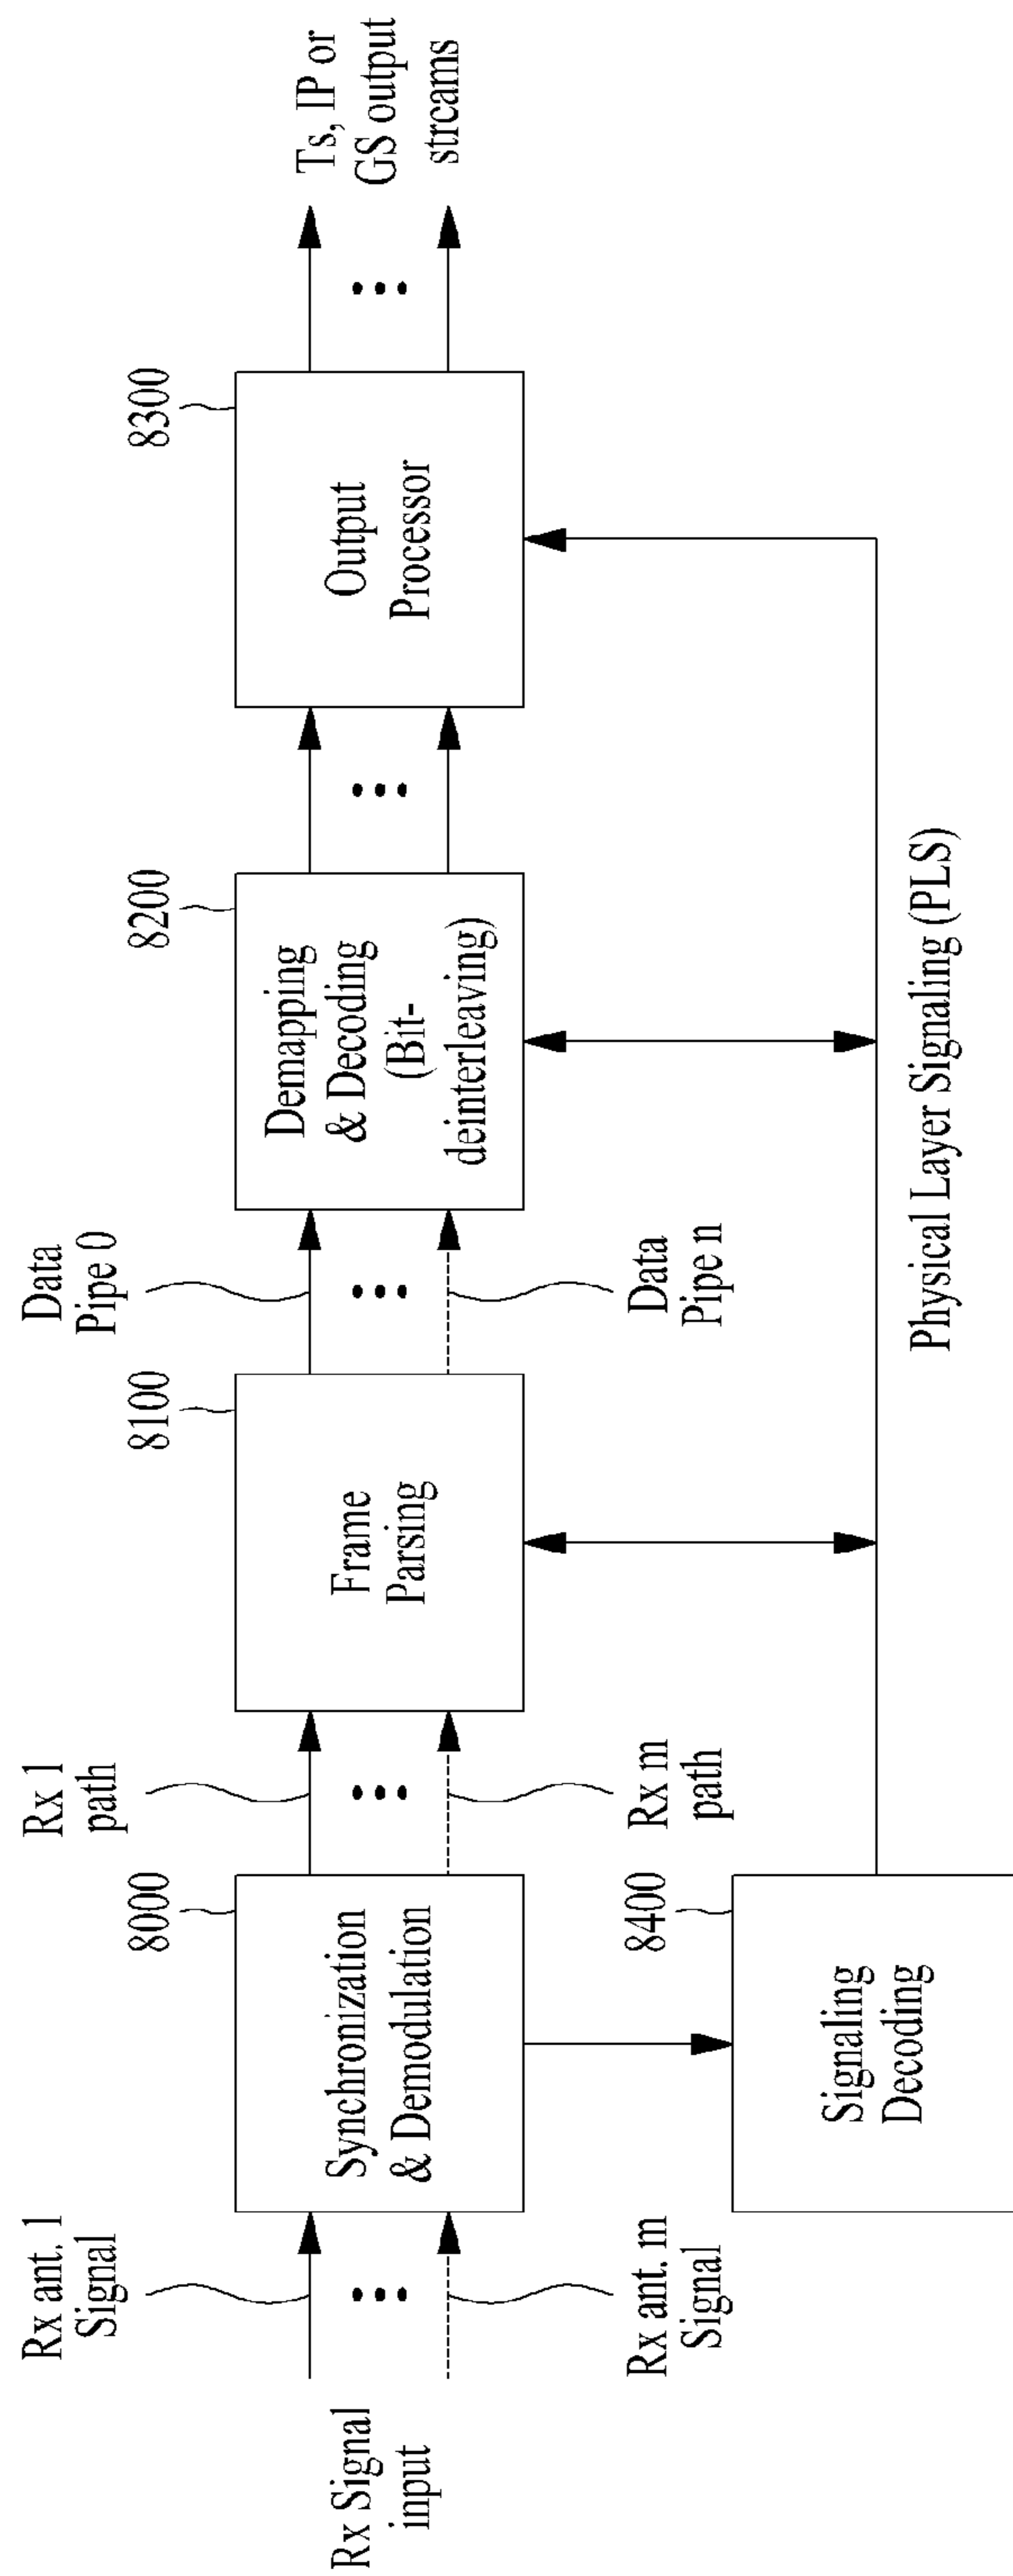 Rx Signal
input
Rx ant. 1
Signal
Rx ant. m
Signal
8000
Synchronization
& Demodulation
Rx 1
path
Rx m
path
8100
Frame
Parsing
Data
Pipe 0
Data
Pipe n
8200
Demapping
& Decoding
(Bit-
deinterleaving)
8300
Output
Processor
Ts, IP or
GS output
streams
8400
Signaling
Decoding
Physical Layer Signaling (PLS)